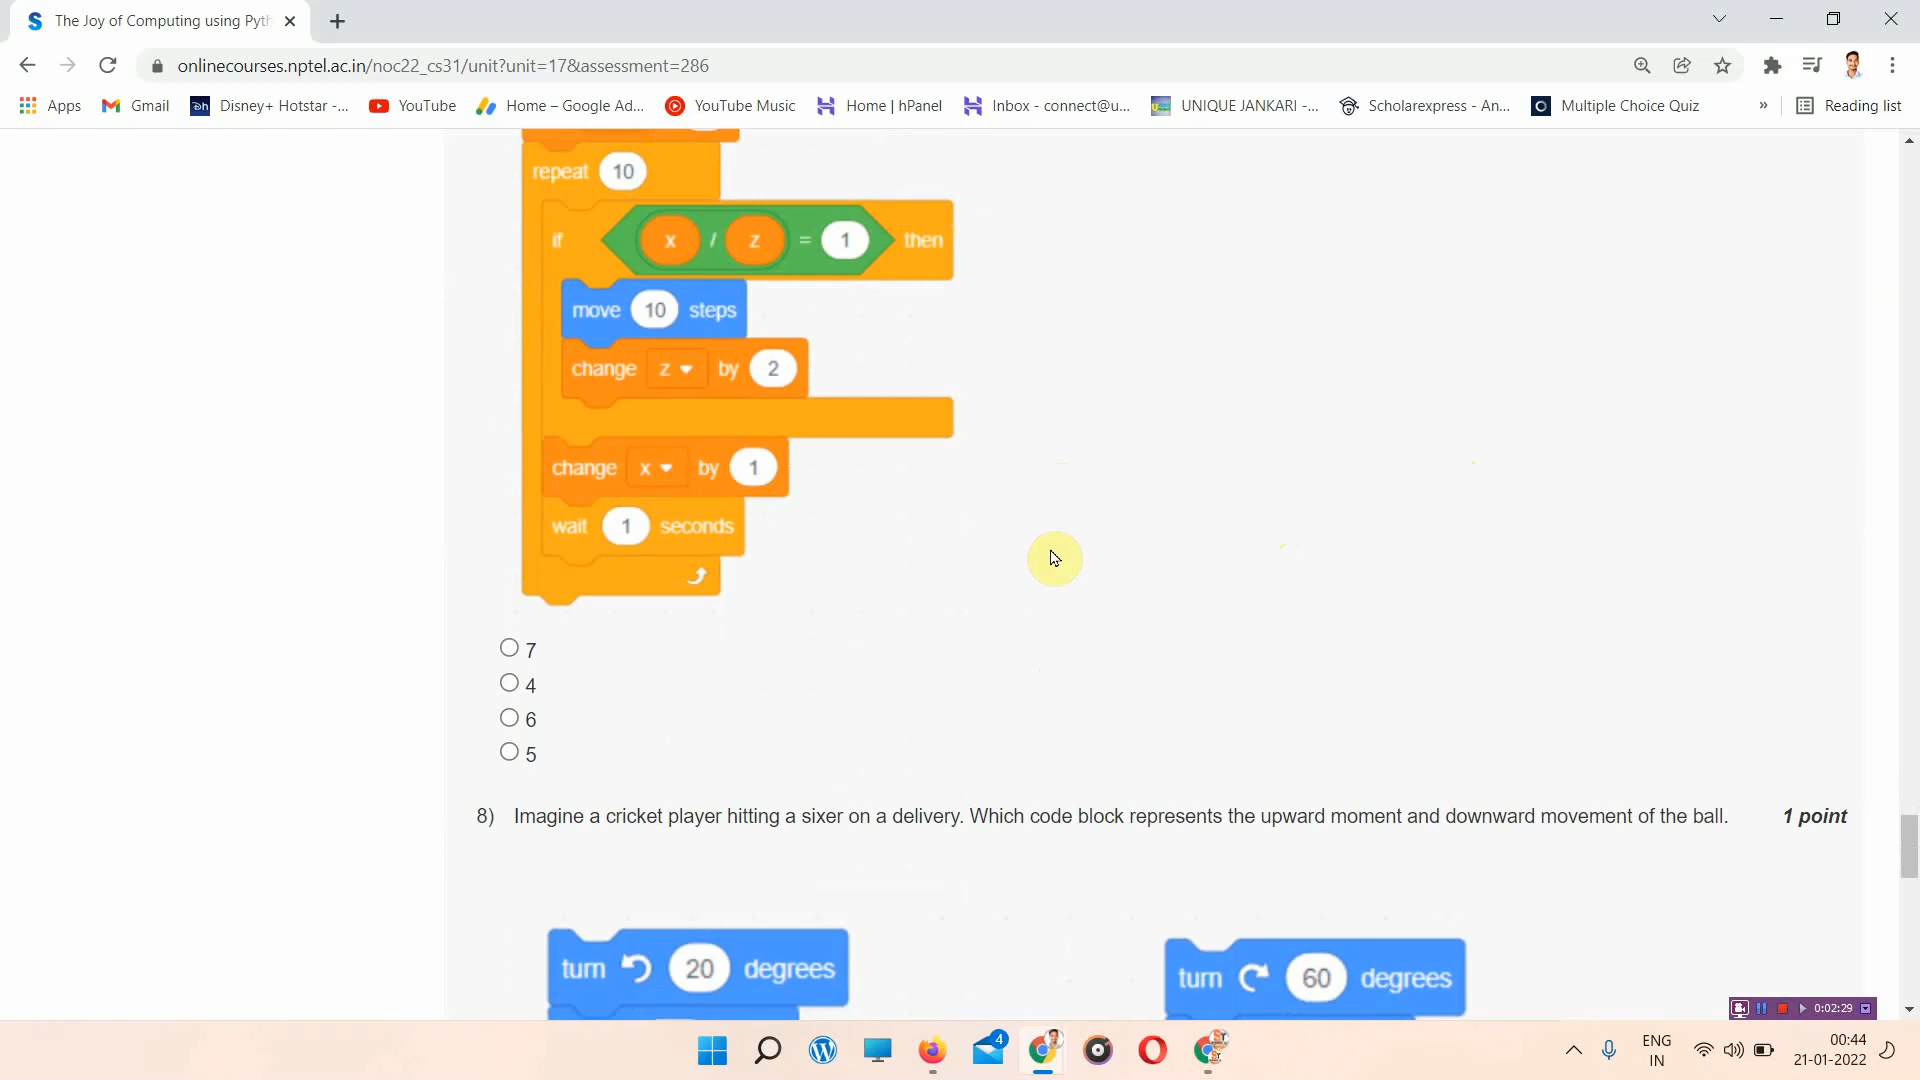 The Joy of Computing using Pyth
onlinecourses.nptel.ac.in/noc22_cs31/unit?unit=17&assessment=286
Apps Gmail Disney+ Hotstar -... YouTube Home – Google Ad... YouTube Music Home | hPanel Inbox - connect@u... UNIQUE JANKARI -... Scholarexpress - An... Multiple Choice Quiz » Reading list
repeat 10
if x / z = 1 then
move 10 steps
change z by 2
change x by 1
wait 1 seconds
7
4
6
5
8) Imagine a cricket player hitting a sixer on a delivery. Which code block represents the upward moment and downward movement of the ball. 1 point
turn 20 degrees
turn 60 degrees
0:02:29
4
ENG
IN
00:44
21-01-2022